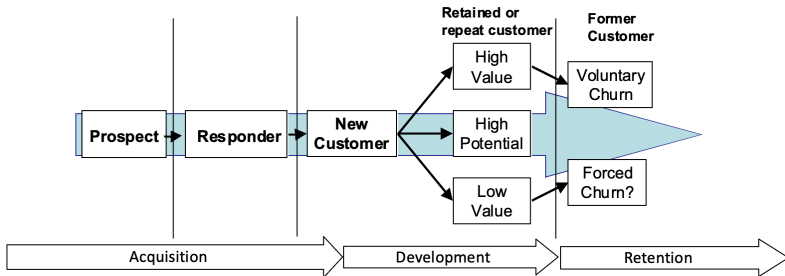 Retained or
repeat customer
Former
Customer
High
Value
Voluntary
Churn
Prospect
Responder
New
Customer
High
Potential
Low
Value
Forced
Churn?
Acquisition
Development
Retention